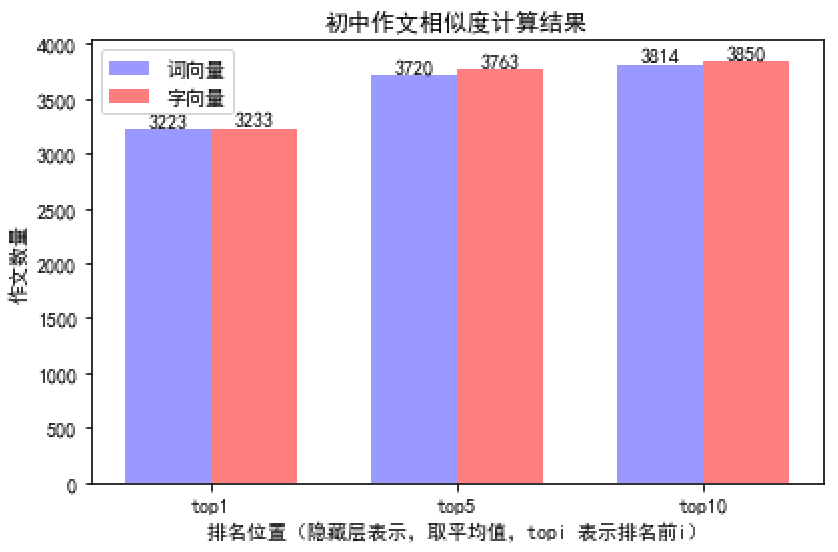 初中作文相似度计算结果
4000
3500
3000
2500
2000
1500
1000
500
0
作文数量
词向量
字向量
3223
3233
3720
3763
3814
3850
top1
top5
top10
排名位置（隐藏层表示，取平均值，topi 表示排名前i）